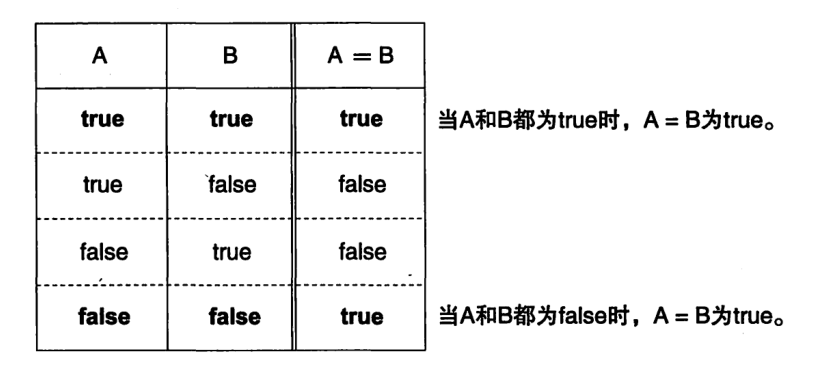 A B A = B
true true true 当A和B都为true时，A = B为true。
true false false
false true false
false false true 当A和B都为false时，A = B为true。